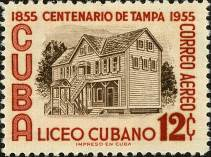 1855 CENTENARIO DE TAMPA 1955
CUBA
CORREO AEREO
LICEO CUBANO 12¢
IMPRESO EN CUBA